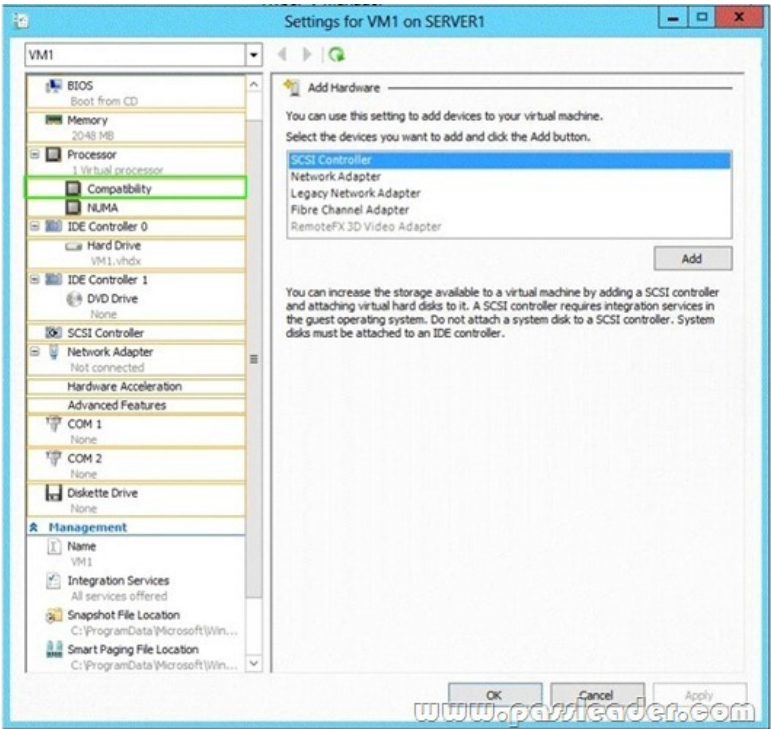 Settings for VM1 on SERVER1
VM1
BIOS
Boot from CD
Memory
2048 MB
Processor
1 Virtual processor
Compatibility
NUMA
IDE Controller 0
Hard Drive
VM1.vhdx
IDE Controller 1
DVD Drive
None
SCSI Controller
Network Adapter
Not connected
Hardware Acceleration
Advanced Features
COM 1
None
COM 2
None
Diskette Drive
None
Management
Name
VM1
Integration Services
All services offered
Snapshot File Location
C:\ProgramData\Microsoft\Win...
Smart Paging File Location
C:\ProgramData\Microsoft\Win...
Add Hardware
You can use this setting to add devices to your virtual machine.
Select the devices you want to add and click the Add button.
SCSI Controller
Network Adapter
Legacy Network Adapter
Fibre Channel Adapter
RemoteFX 3D Video Adapter
Add
You can increase the storage available to a virtual machine by adding a SCSI controller
and attaching virtual hard disks to it. A SCSI controller requires integration services in
the guest operating system. Do not attach a system disk to a SCSI controller. System
disks must be attached to an IDE controller.
OK
Cancel
Apply
www.passleader.com